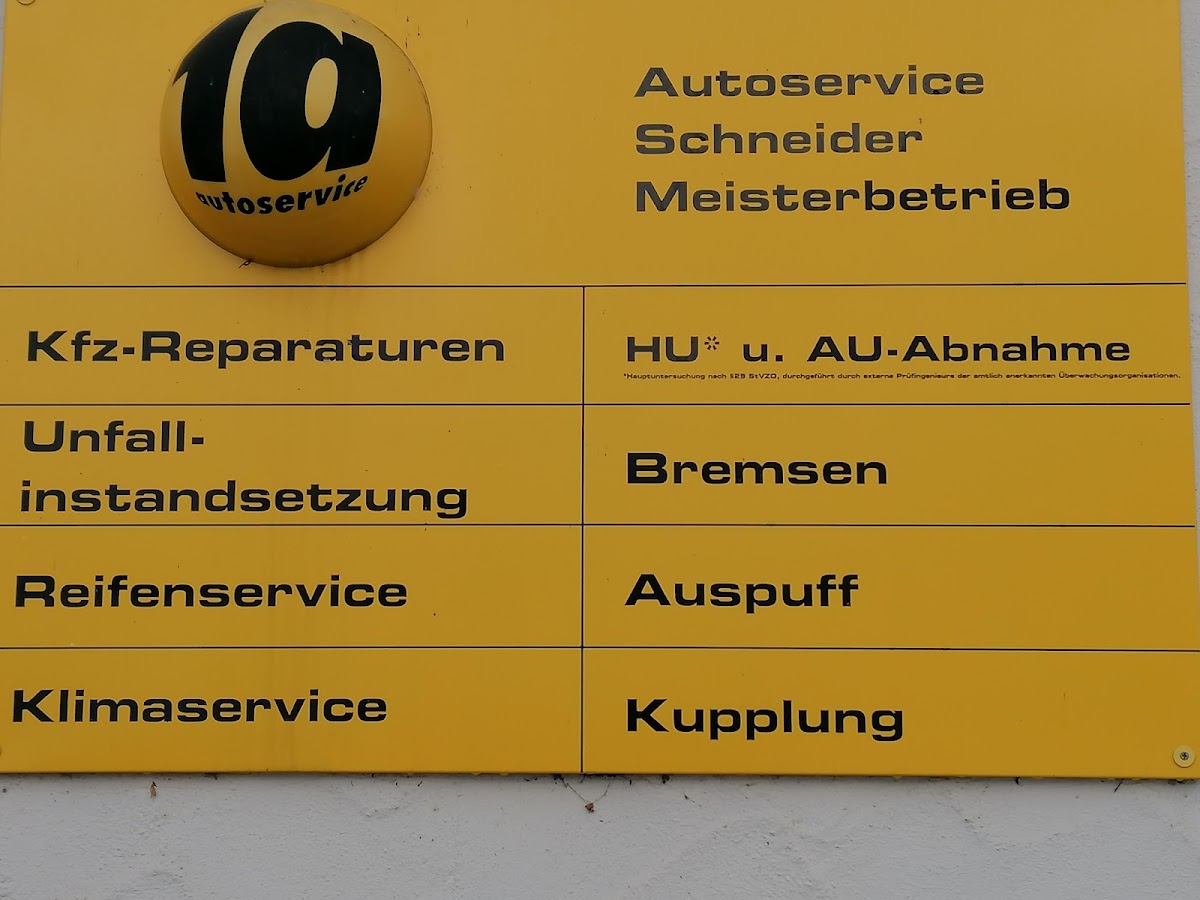 1a
autoservice
Autoservice
Schneider
Meisterbetrieb
Kfz-Reparaturen
HU* u. AU-Abnahme
*Hauptuntersuchung nach §29 StVZO, durchgeführt durch externe Prüfingenieure der amtlich anerkannten Überwachungsorganisationen.
Unfall-
instandsetzung
Bremsen
Reifenservice
Auspuff
Klimaservice
Kupplung